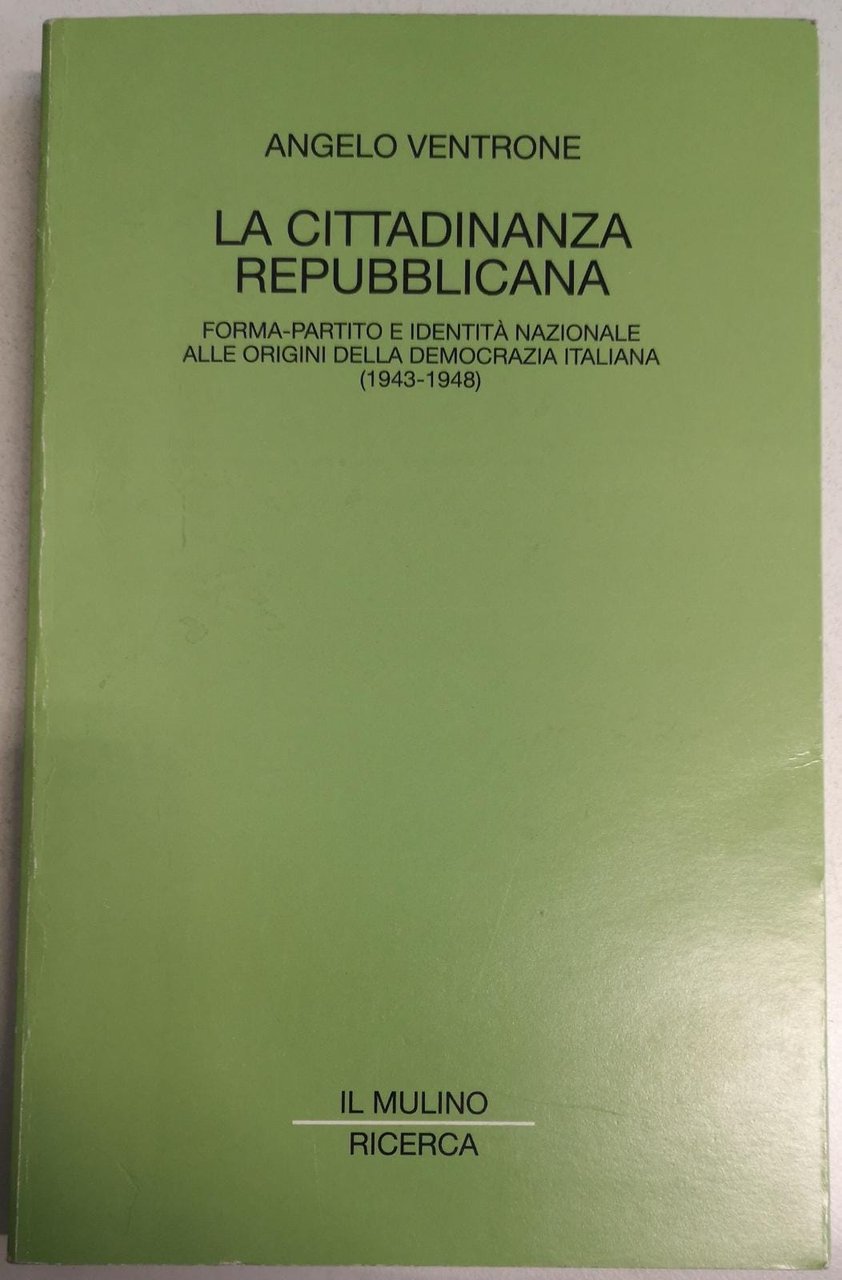 ANGELO VENTRONE
LA CITTADINANZA
REPUBBLICANA
FORMA-PARTITO E IDENTITÀ NAZIONALE
ALLE ORIGINI DELLA DEMOCRAZIA ITALIANA
(1943-1948)
IL MULINO
RICERCA